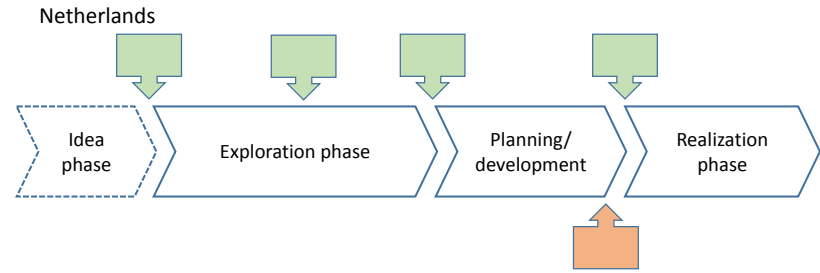 Netherlands
Idea
phase
Exploration phase
Planning/
development
Realization
phase